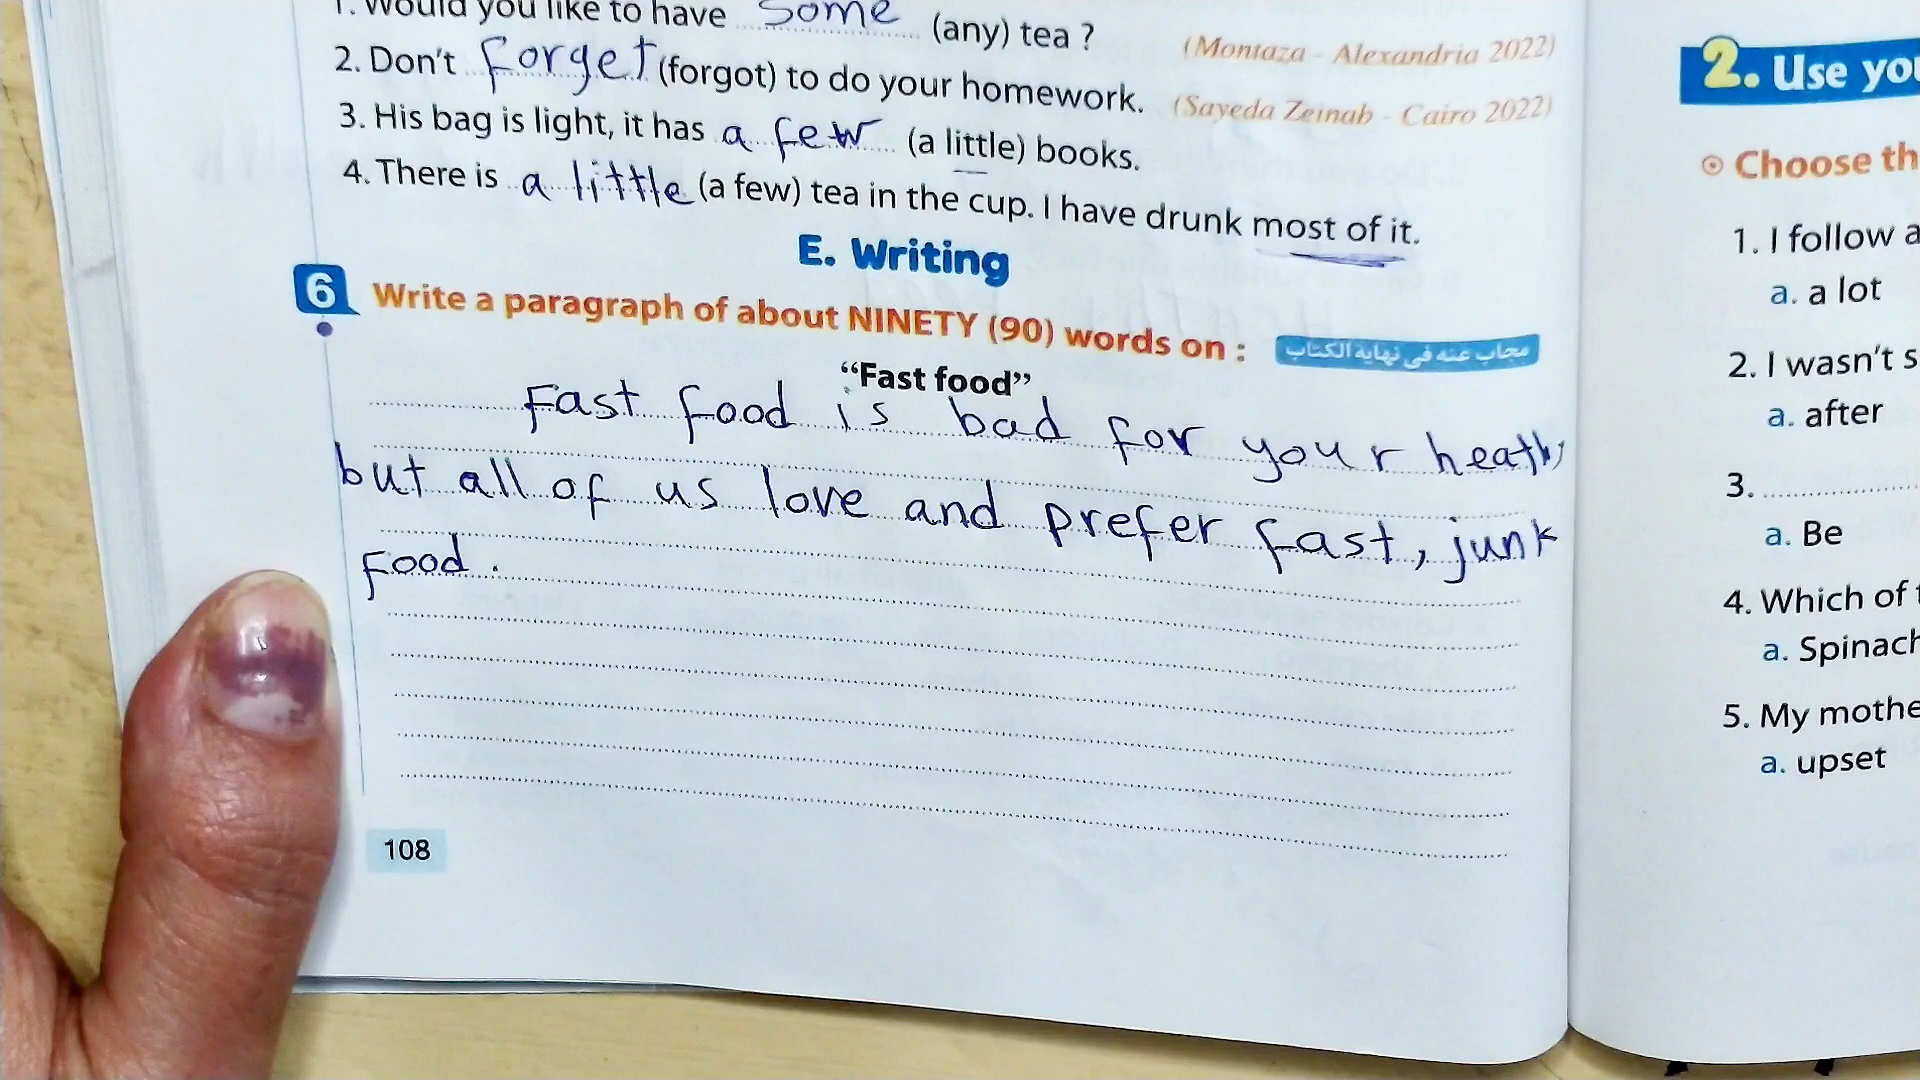 1. Would you like to have some (any) tea ?
(Montaza - Alexandria 2022)
2. Don't forget (forgot) to do your homework.
(Sayeda Zeinab - Cairo 2022)
3. His bag is light, it has a few (a little) books.
4. There is a little (a few) tea in the cup. I have drunk most of it.
E. Writing
6 Write a paragraph of about NINETY (90) words on :
مجاب عنه فى نهاية الكتاب
“Fast food”
Fast food is bad for your heath,
but all of us love and prefer fast, junk
food.
108
2. Use you
Choose th
1. I follow a
a. a lot
2. I wasn't s
a. after
3.
a. Be
4. Which of t
a. Spinach
5. My mothe
a. upset